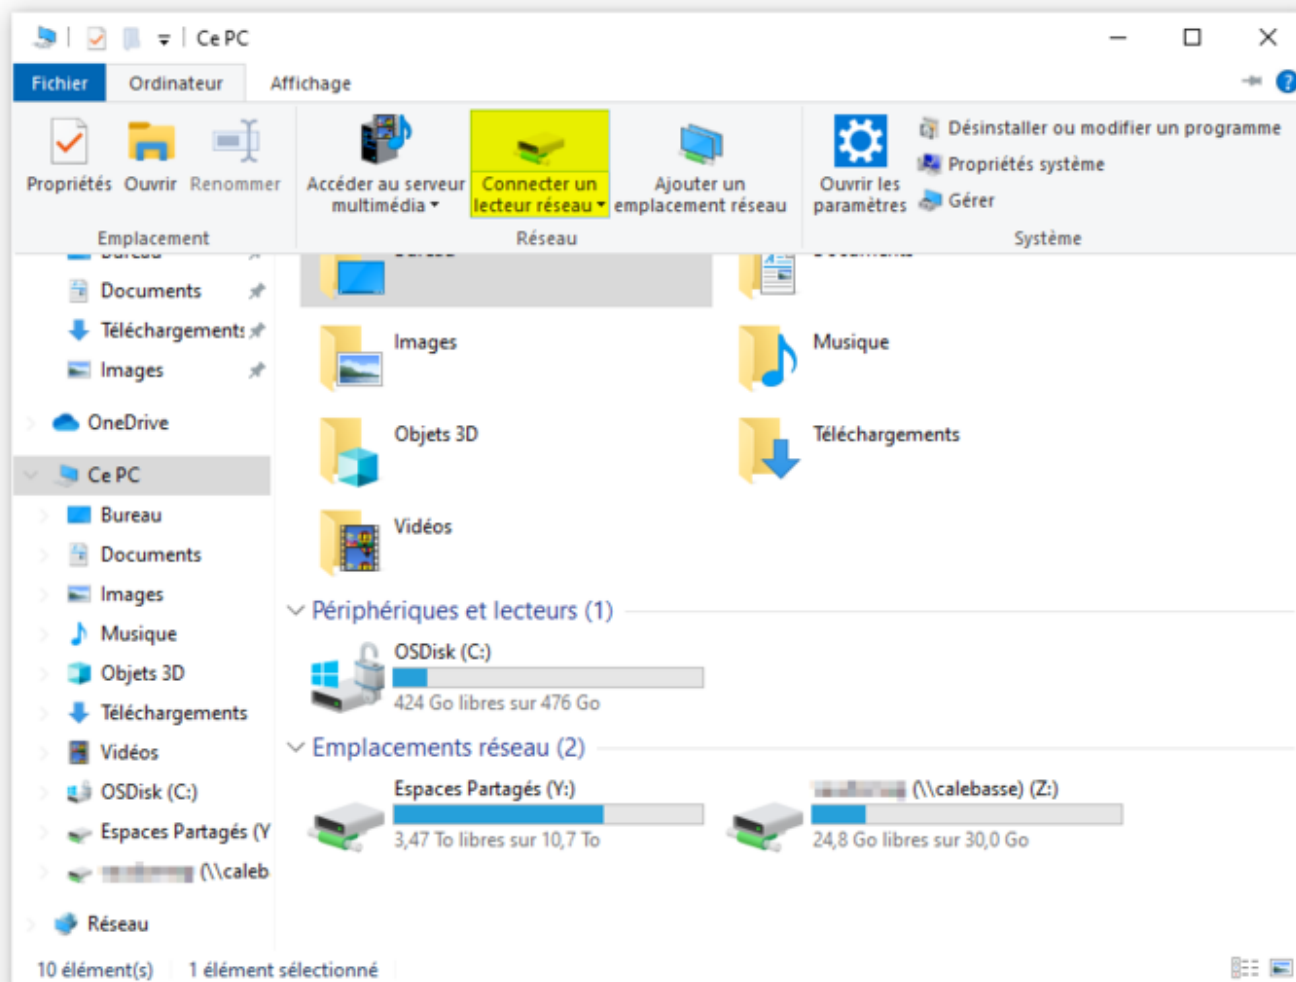 Ce PC
Fichier Ordinateur Affichage
Propriétés Ouvrir Renommer
Accéder au serveur
multimédia
Connecter un
lecteur réseau
Ajouter un
emplacement réseau
Ouvrir les
paramètres
Désinstaller ou modifier un programme
Propriétés système
Gérer
Emplacement Réseau Système
Documents
Téléchargements
Images
OneDrive
Ce PC
Bureau
Documents
Images
Musique
Objets 3D
Téléchargements
Vidéos
OSDisk (C:)
Espaces Partagés (Y
(\\caleb
Réseau
Images Musique
Objets 3D Téléchargements
Vidéos
Périphériques et lecteurs (1)
OSDisk (C:)
424 Go libres sur 476 Go
Emplacements réseau (2)
Espaces Partagés (Y:)
3,47 To libres sur 10,7 To
(\\calebasse) (Z:)
24,8 Go libres sur 30,0 Go
10 élément(s) 1 élément sélectionné